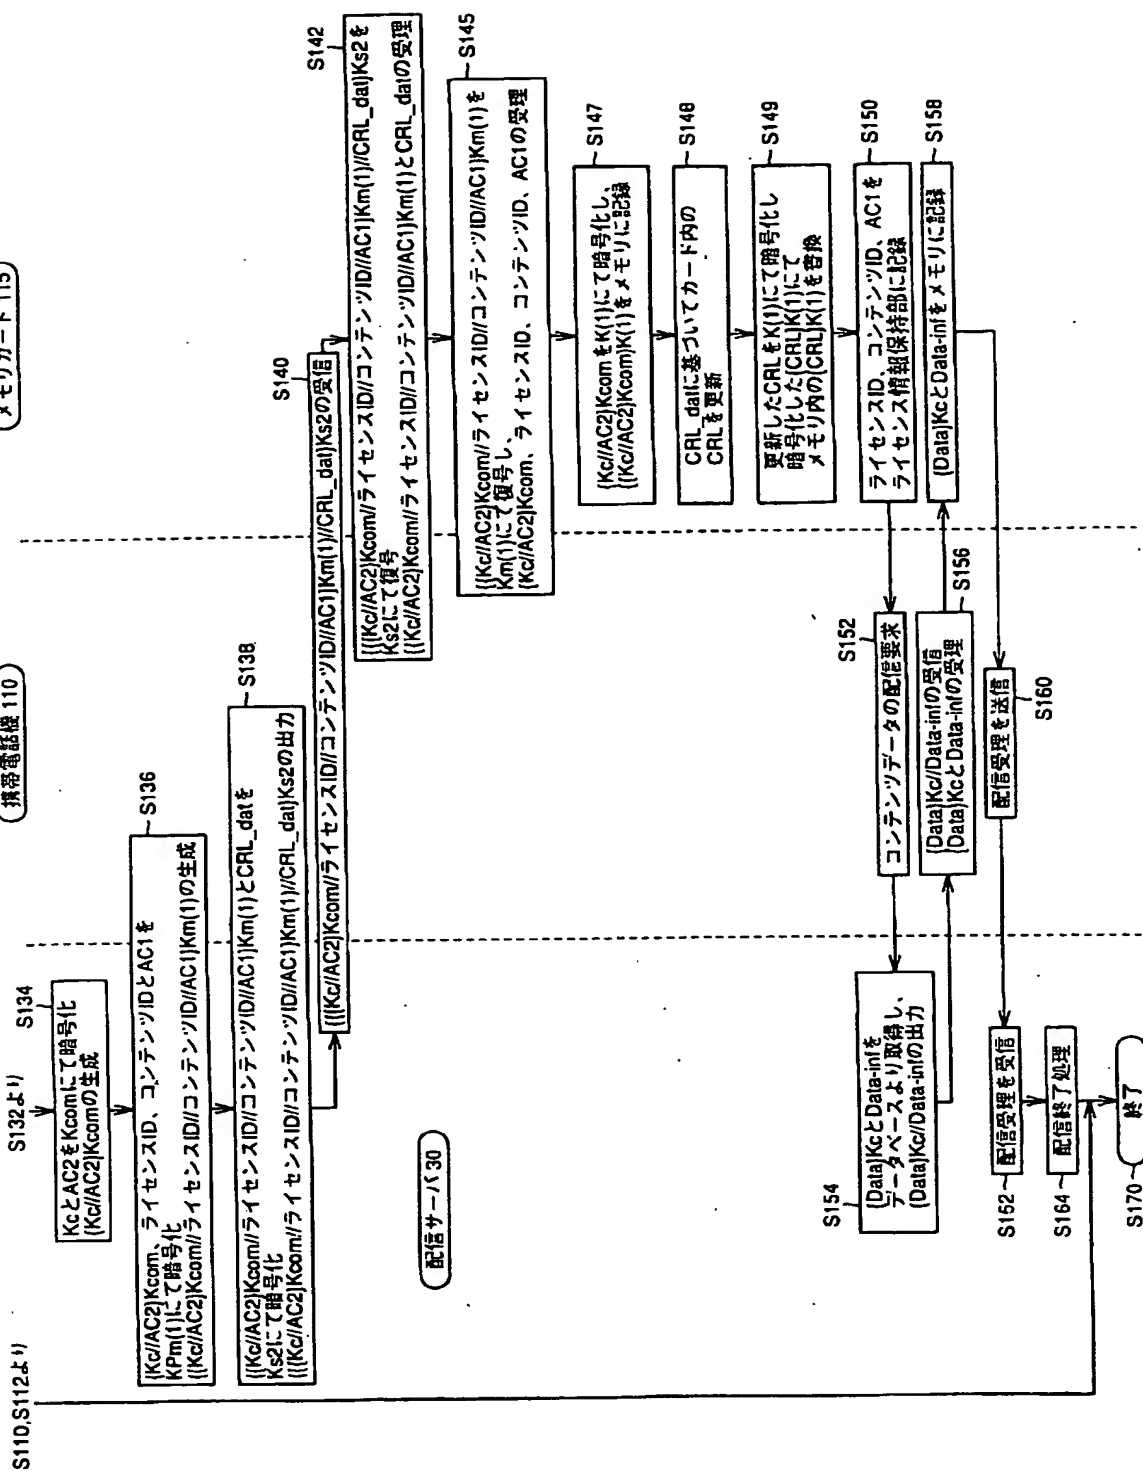 メモリカード 115
携帯電話機 110
配信サーバ 30
S110,S112より
S132より
S134
KcとAC2をKcomにて暗号化
{Kc//AC2}Kcomの生成
S136
{Kc//AC2}Kcom、ライセンスID、コンテンツIDとAC1を
KPm(1)にて暗号化
{{Kc//AC2}Kcom//ライセンスID//コンテンツID//AC1}Km(1)の生成
S138
{{Kc//AC2}Kcom//ライセンスID//コンテンツID//AC1}Km(1)とCRL_datを
Ks2にて暗号化
{{{Kc//AC2}Kcom//ライセンスID//コンテンツID//AC1}Km(1)//CRL_dat}Ks2の出力
S140
{{{Kc//AC2}Kcom//ライセンスID//コンテンツID//AC1}Km(1)//CRL_dat}Ks2の受信
S142
{{{Kc//AC2}Kcom//ライセンスID//コンテンツID//AC1}Km(1)//CRL_dat}Ks2を
Ks2にて復号
{{Kc//AC2}Kcom//ライセンスID//コンテンツID//AC1}Km(1)とCRL_datの受理
S145
{{Kc//AC2}Kcom//ライセンスID//コンテンツID//AC1}Km(1)を
Km(1)にて復号し、
{Kc//AC2}Kcom、ライセンスID、コンテンツID、AC1の受理
S147
{Kc//AC2}KcomをK(1)にて暗号化し、
{{Kc//AC2}Kcom}K(1)をメモリに記録
S148
CRL_datに基づいてカード内の
CRLを更新
S149
更新したCRLをK(1)にて暗号化し
暗号化した{CRL}K(1)にて
メモリ内の{CRL}K(1)を書換
S150
ライセンスID、コンテンツID、AC1を
ライセンス情報保持部に記録
S152
コンテンツデータの配信要求
S154
{Data}KcとData-infを
データベースより取得し、
{Data}Kc//Data-infの出力
S156
{Data}Kc//Data-infの受信
{Data}KcとData-infの受理
S158
{Data}KcとData-infをメモリに記録
S160
配信受理を送信
S162
配信受理を受信
S164
配信終了処理
S170
終了